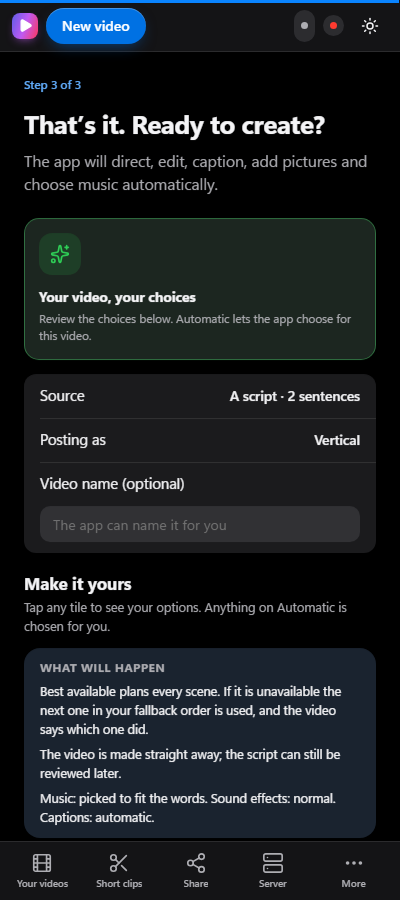 New video
Step 3 of 3
That’s it. Ready to create?
The app will direct, edit, caption, add pictures and
choose music automatically.
Your video, your choices
Review the choices below. Automatic lets the app choose for
this video.
Source
A script · 2 sentences
Posting as
Vertical
Video name (optional)
The app can name it for you
Make it yours
Tap any tile to see your options. Anything on Automatic is
chosen for you.
WHAT WILL HAPPEN
Best available plans every scene. If it is unavailable the
next one in your fallback order is used, and the video
says which one did.
The video is made straight away; the script can still be
reviewed later.
Music: picked to fit the words. Sound effects: normal.
Captions: automatic.
Your videos
Short clips
Share
Server
More